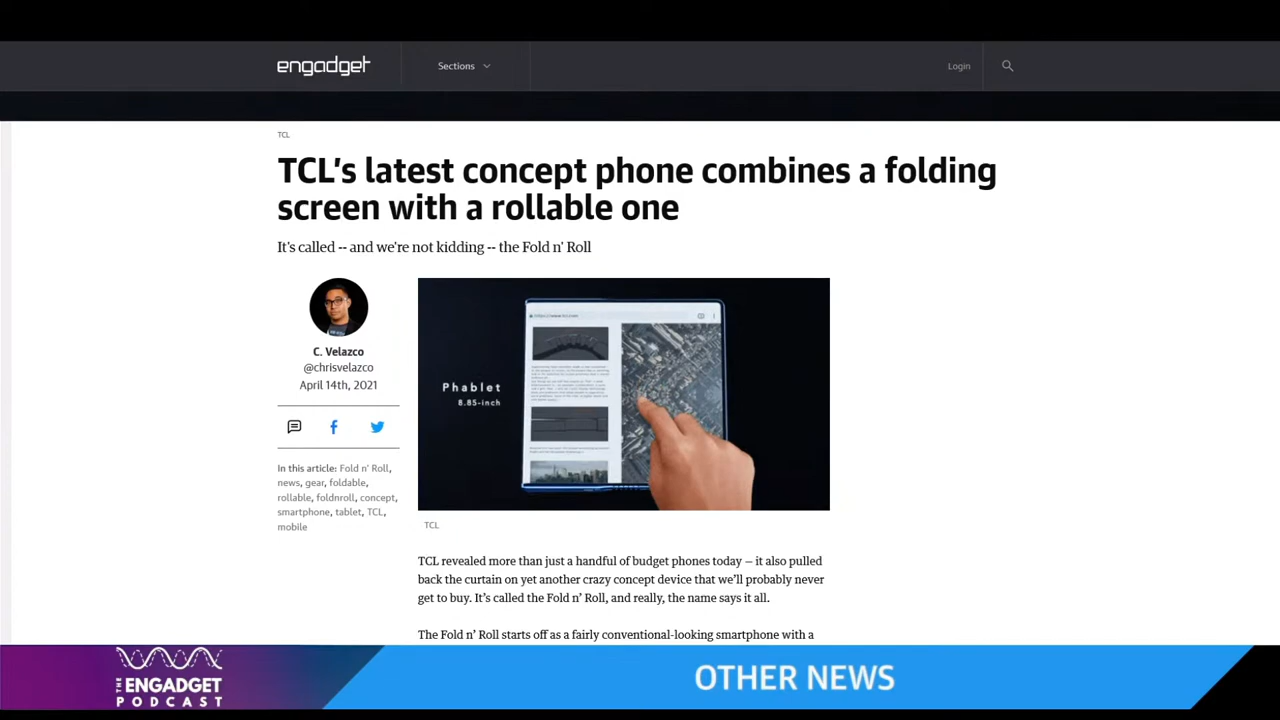 engadget
Sections
Login
TCL
TCL's latest concept phone combines a folding
screen with a rollable one
It's called -- and we're not kidding -- the Fold n' Roll
C. Velazco
@chrisvelazco
April 14th, 2021
In this article: Fold n' Roll,
news, gear, foldable,
rollable, foldnroll, concept,
smartphone, tablet, TCL,
mobile
Phablet
8.85-inch
TCL
TCL revealed more than just a handful of budget phones today – it also pulled
back the curtain on yet another crazy concept device that we'll probably never
get to buy. It's called the Fold n' Roll, and really, the name says it all.
The Fold n' Roll starts off as a fairly conventional-looking smartphone with a
THE
ENGADGET
PODCAST
OTHER NEWS